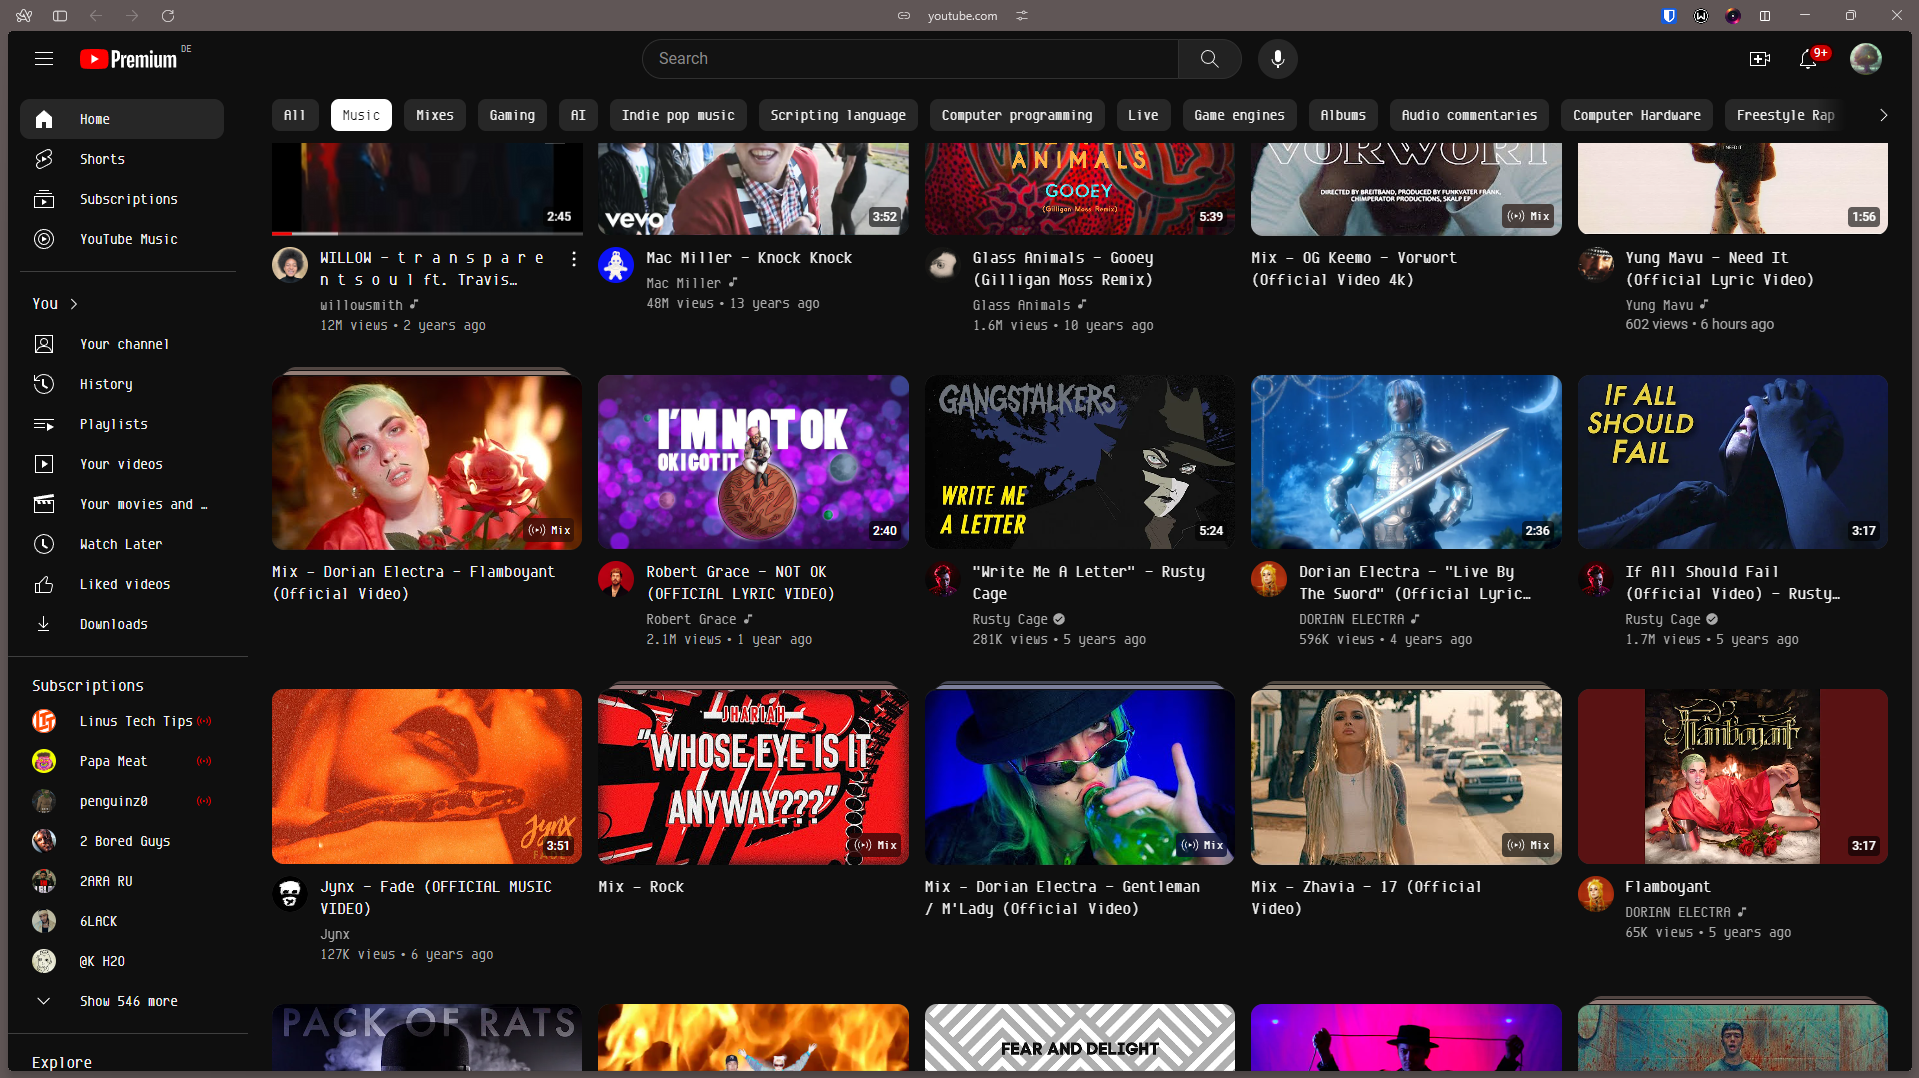 youtube.com
Premium DE
Search
9+
Home
Shorts
Subscriptions
YouTube Music
You
Your channel
History
Playlists
Your videos
Your movies and …
Watch Later
Liked videos
Downloads
Subscriptions
Linus Tech Tips
Papa Meat
penguinz0
2 Bored Guys
2ARA RU
6LACK
@K H2O
Show 546 more
Explore
All
Music
Mixes
Gaming
AI
Indie pop music
Scripting language
Computer programming
Live
Game engines
Albums
Audio commentaries
Computer Hardware
Freestyle Rap
2:45
WILLOW - t r a n s p a r e
n t s o u l ft. Travis…
willowsmith
12M views • 2 years ago
vevo
3:52
Mac Miller - Knock Knock
Mac Miller
48M views • 13 years ago
ANIMALS
GOOEY
(Gilligan Moss Remix)
5:39
Glass Animals - Gooey
(Gilligan Moss Remix)
Glass Animals
1.6M views • 10 years ago
VORWORT
DIRECTED BY BREITBAND, PRODUCED BY FUNKVATER FRANK,
CHIMPERATOR PRODUCTIONS, SKALP EP
Mix
Mix - OG Keemo - Vorwort
(Official Video 4k)
I NEED IT
1:56
Yung Mavu - Need It
(Official Lyric Video)
Yung Mavu
602 views • 6 hours ago
Mix
Mix - Dorian Electra - Flamboyant
(Official Video)
I'M NOT OK
OK I GOT IT
2:40
Robert Grace - NOT OK
(OFFICIAL LYRIC VIDEO)
Robert Grace
2.1M views • 1 year ago
GANGSTALKERS
WRITE ME
A LETTER
5:24
"Write Me A Letter" - Rusty
Cage
Rusty Cage
281K views • 5 years ago
2:36
Dorian Electra - "Live By
The Sword" (Official Lyric…
DORIAN ELECTRA
596K views • 4 years ago
IF ALL
SHOULD
FAIL
3:17
If All Should Fail
(Official Video) - Rusty…
Rusty Cage
1.7M views • 5 years ago
Jynx
FADE
3:51
Jynx - Fade (OFFICIAL MUSIC
VIDEO)
Jynx
127K views • 6 years ago
JHARIAH
"WHOSE EYE IS IT
ANYWAY???"
Mix
Mix - Rock
Mix
Mix - Dorian Electra - Gentleman
/ M'Lady (Official Video)
Mix
Mix - Zhavia - 17 (Official
Video)
Flamboyant
3:17
Flamboyant
DORIAN ELECTRA
65K views • 5 years ago
PACK OF RATS
FEAR AND DELIGHT